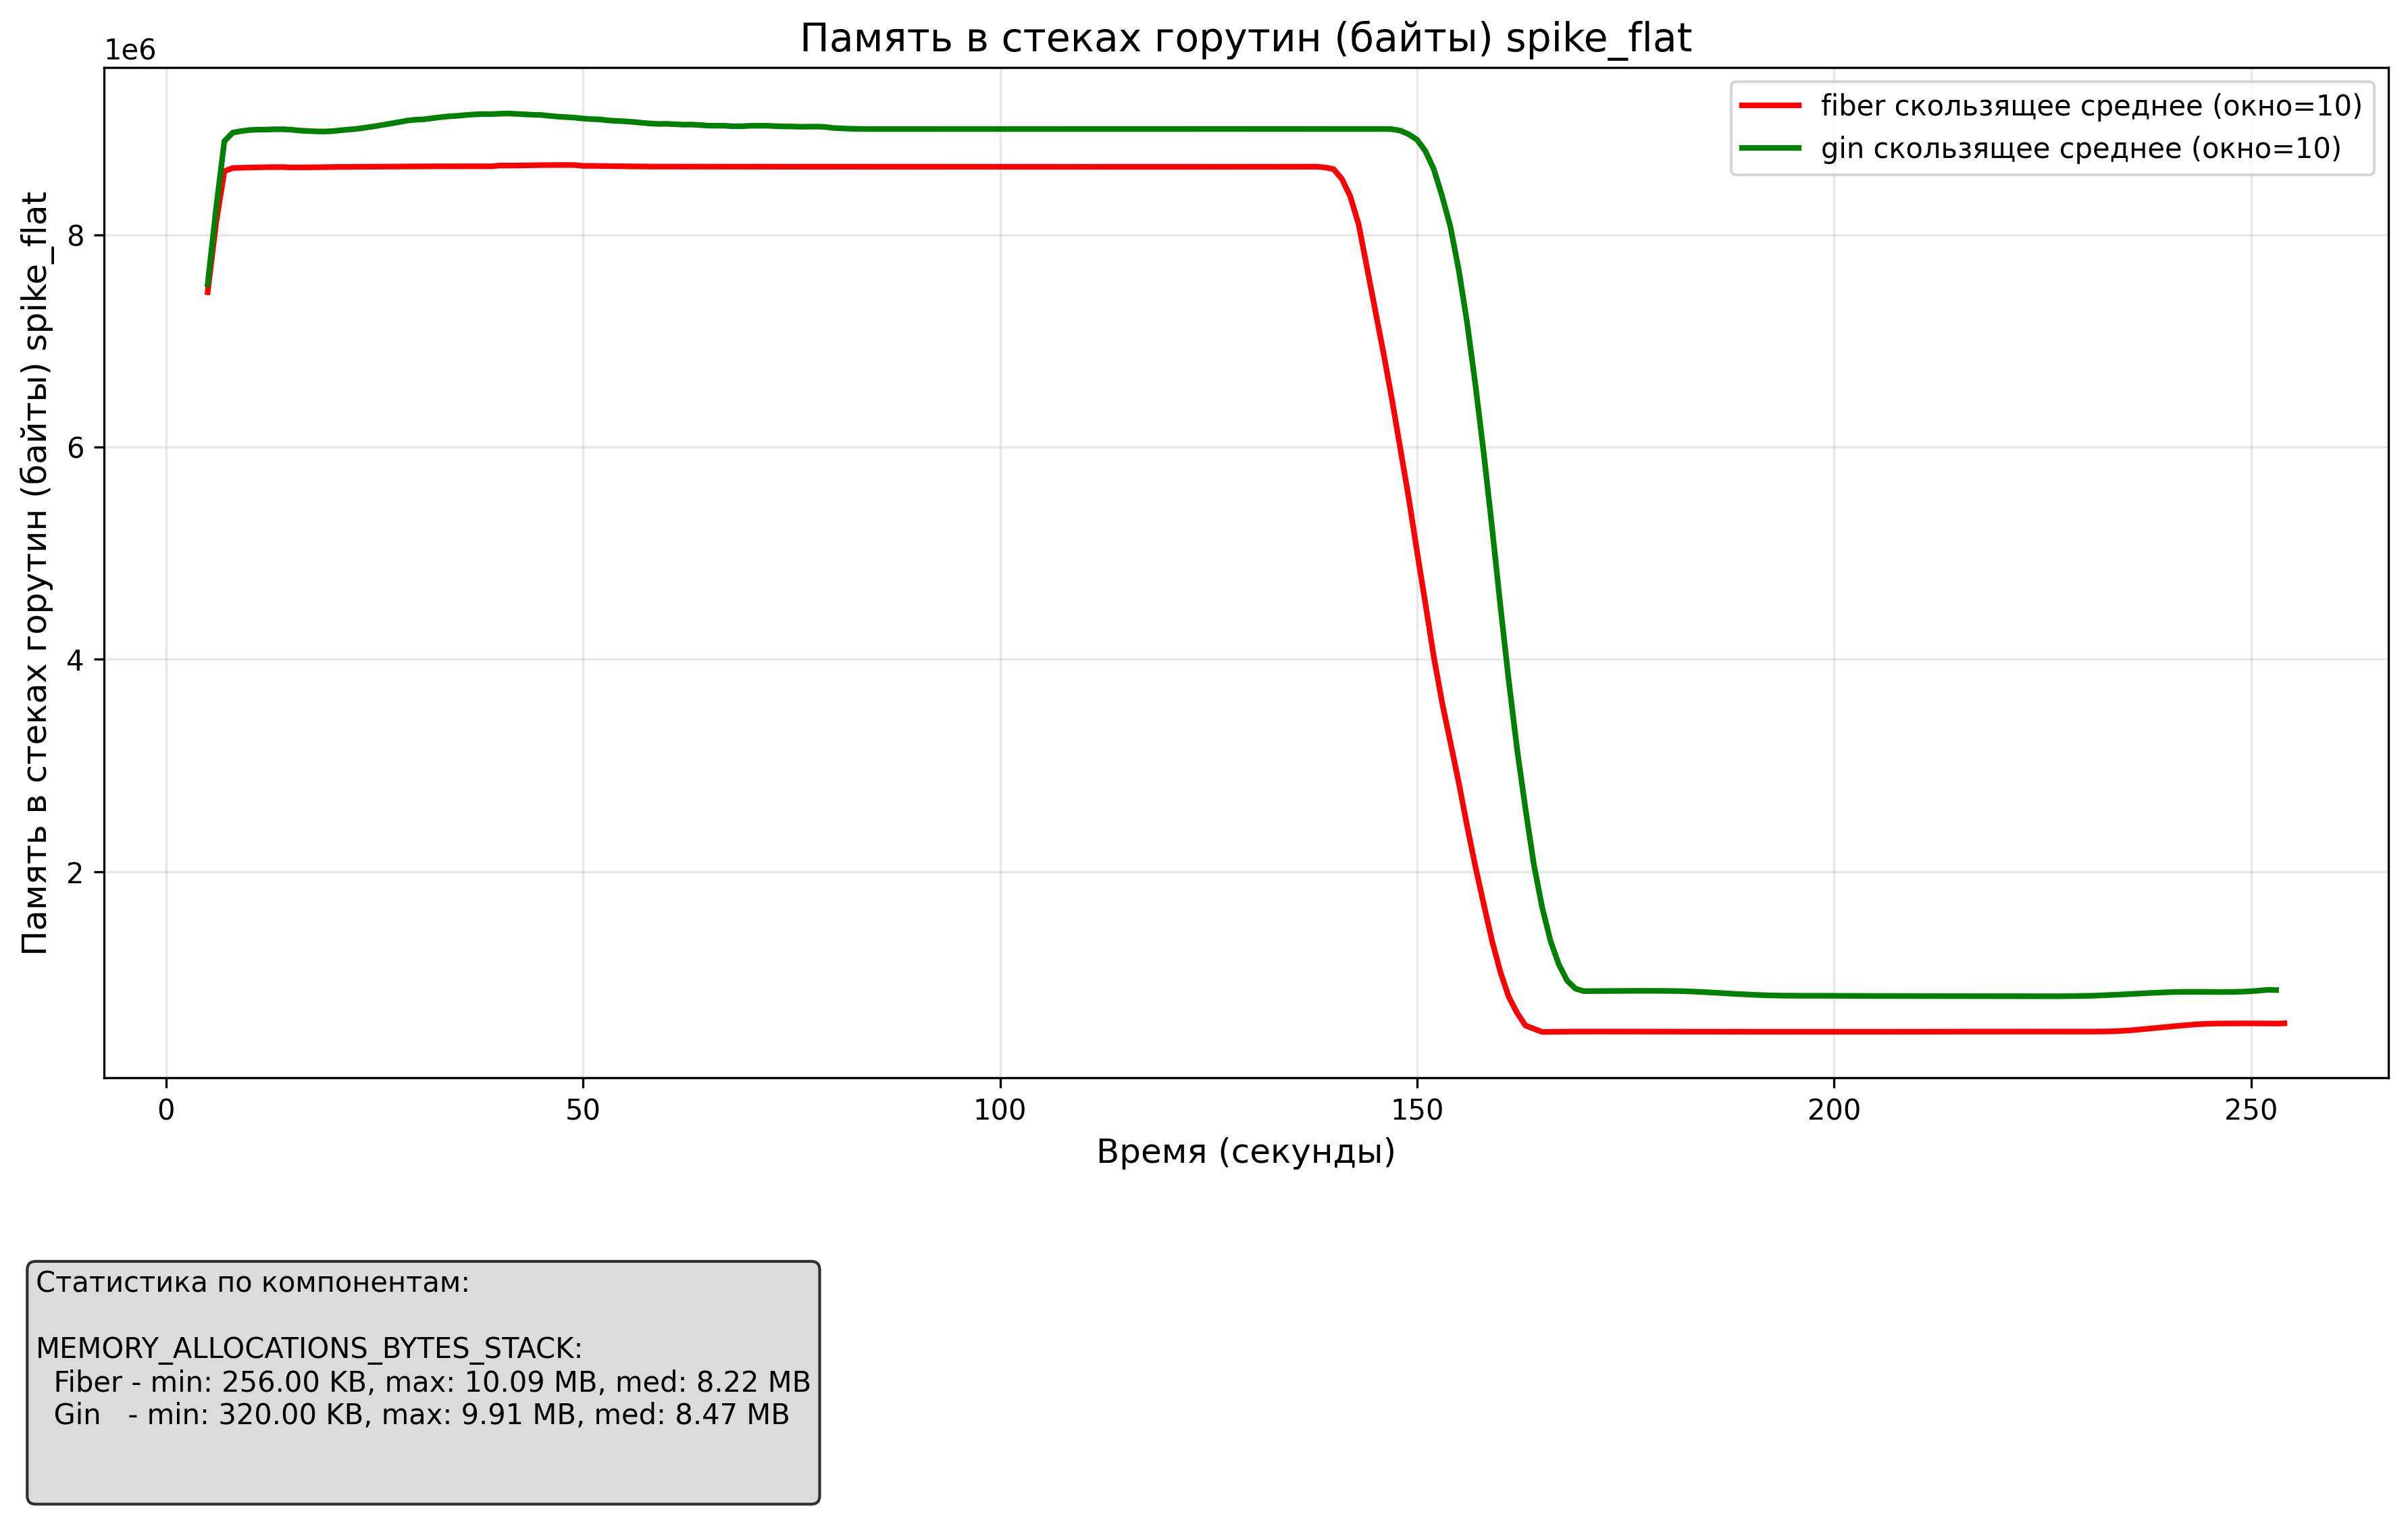 Память в стеках горутин (байты) spike_flat
1e6
fiber скользящее среднее (окно=10)
gin скользящее среднее (окно=10)
Память в стеках горутин (байты) spike_flat
8
6
4
2
0 50 100 150 200 250
Время (секунды)
Статистика по компонентам:
MEMORY_ALLOCATIONS_BYTES_STACK:
Fiber - min: 256.00 KB, max: 10.09 MB, med: 8.22 MB
Gin - min: 320.00 KB, max: 9.91 MB, med: 8.47 MB